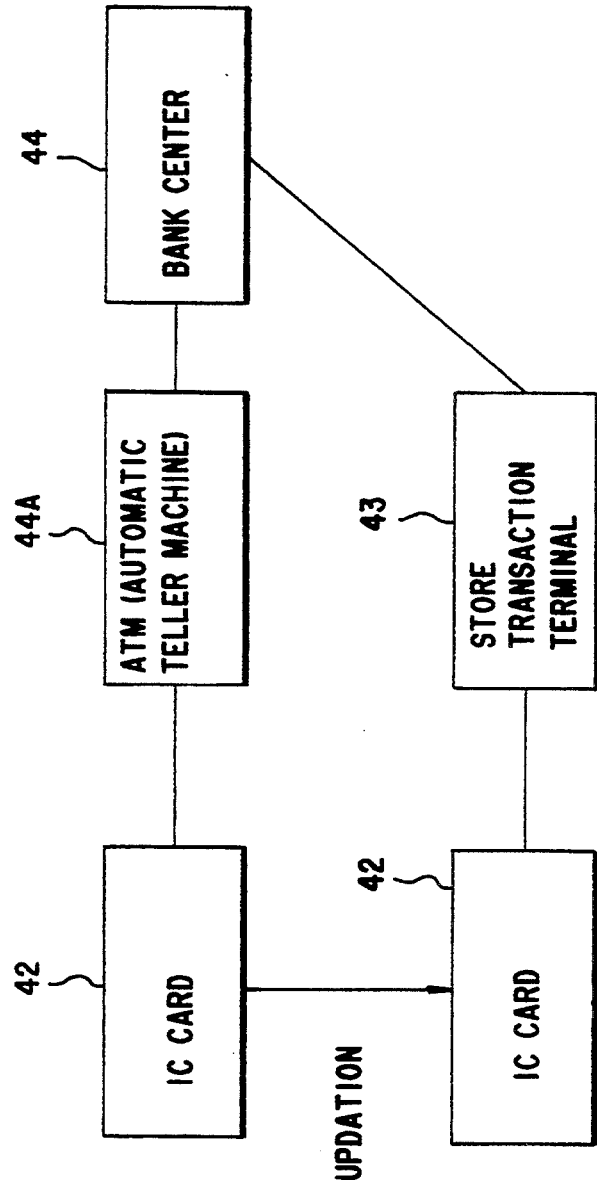 42
IC CARD
44A
ATM (AUTOMATIC
TELLER MACHINE)
44
BANK CENTER
UPDATION
42
IC CARD
43
STORE
TRANSACTION
TERMINAL